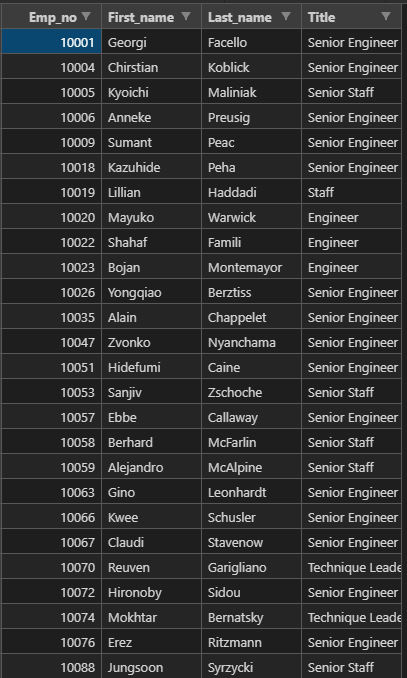 Emp_no First_name Last_name Title
10001 Georgi Facello Senior Engineer
10004 Chirstian Koblick Senior Engineer
10005 Kyoichi Maliniak Senior Staff
10006 Anneke Preusig Senior Engineer
10009 Sumant Peac Senior Engineer
10018 Kazuhide Peha Senior Engineer
10019 Lillian Haddadi Staff
10020 Mayuko Warwick Engineer
10022 Shahaf Famili Engineer
10023 Bojan Montemayor Engineer
10026 Yongqiao Berztiss Senior Engineer
10035 Alain Chappelet Senior Engineer
10047 Zvonko Nyanchama Senior Engineer
10051 Hidefumi Caine Senior Engineer
10053 Sanjiv Zschoche Senior Staff
10057 Ebbe Callaway Senior Engineer
10058 Berhard McFarlin Senior Staff
10059 Alejandro McAlpine Senior Staff
10063 Gino Leonhardt Senior Engineer
10066 Kwee Schusler Senior Engineer
10067 Claudi Stavenow Senior Engineer
10070 Reuven Garigliano Technique Leade
10072 Hironoby Sidou Senior Engineer
10074 Mokhtar Bernatsky Technique Leade
10076 Erez Ritzmann Senior Engineer
10088 Jungsoon Syrzycki Senior Staff